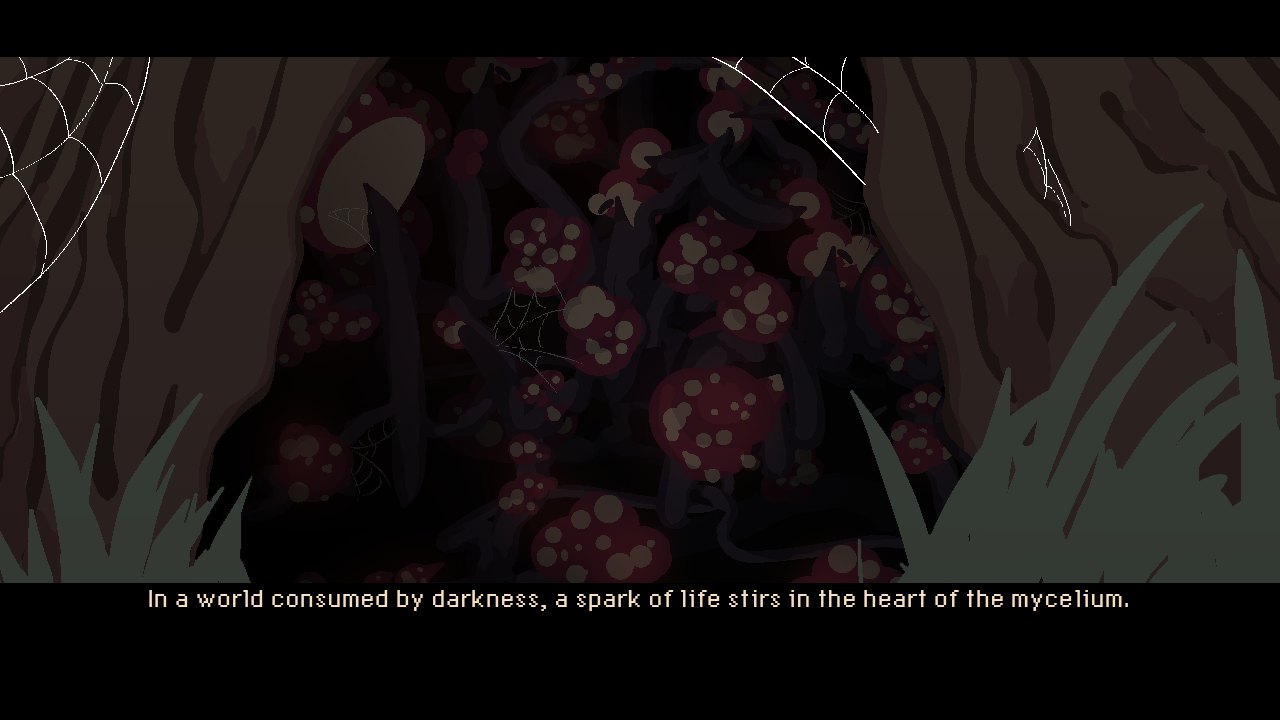 In a world consumed by darkness, a spark of life stirs in the heart of the mycelium.